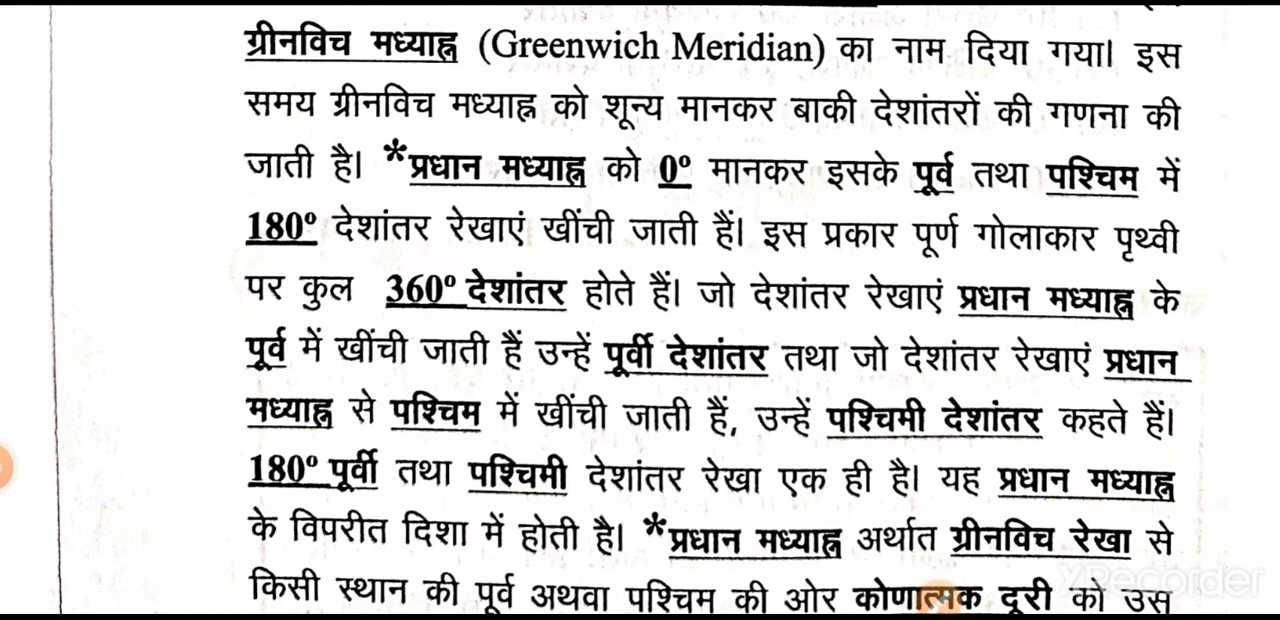 ग्रीनविच मध्याह्न (Greenwich Meridian) का नाम दिया गया। इस
समय ग्रीनविच मध्याह्न को शून्य मानकर बाकी देशांतरों की गणना की
जाती है। *प्रधान मध्याह्न को 0° मानकर इसके पूर्व तथा पश्चिम में
180° देशांतर रेखाएं खींची जाती हैं। इस प्रकार पूर्ण गोलाकार पृथ्वी
पर कुल 360° देशांतर होते हैं। जो देशांतर रेखाएं प्रधान मध्याह्न के
पूर्व में खींची जाती हैं उन्हें पूर्वी देशांतर तथा जो देशांतर रेखाएं प्रधान
मध्याह्न से पश्चिम में खींची जाती हैं, उन्हें पश्चिमी देशांतर कहते हैं।
180° पूर्वी तथा पश्चिमी देशांतर रेखा एक ही है। यह प्रधान मध्याह्न
के विपरीत दिशा में होती है। *प्रधान मध्याह्न अर्थात ग्रीनविच रेखा से
किसी स्थान की पूर्व अथवा पश्चिम की ओर कोणात्मक दूरी को उस
XRecorder